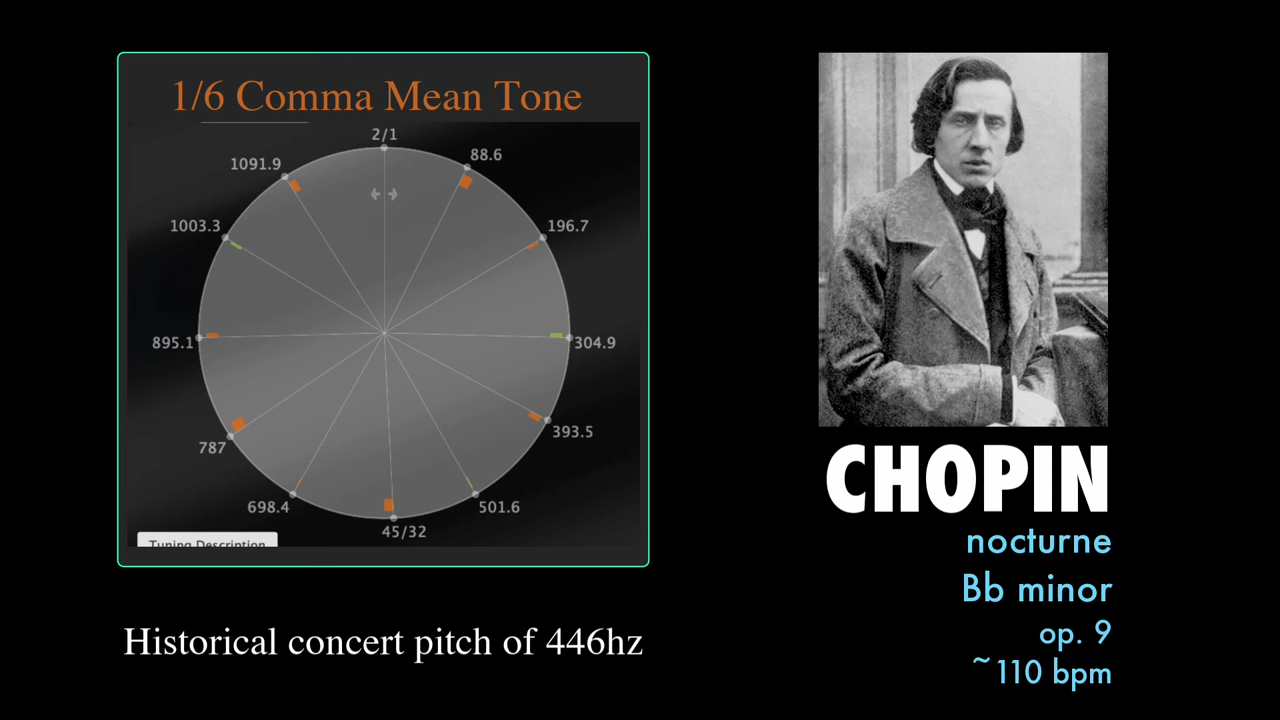 1/6 Comma Mean Tone
2/1
88.6
196.7
304.9
393.5
501.6
45/32
698.4
787
895.1
1003.3
1091.9
Tuning Description
Historical concert pitch of 446hz
CHOPIN
nocturne
Bb minor
op. 9
~110 bpm